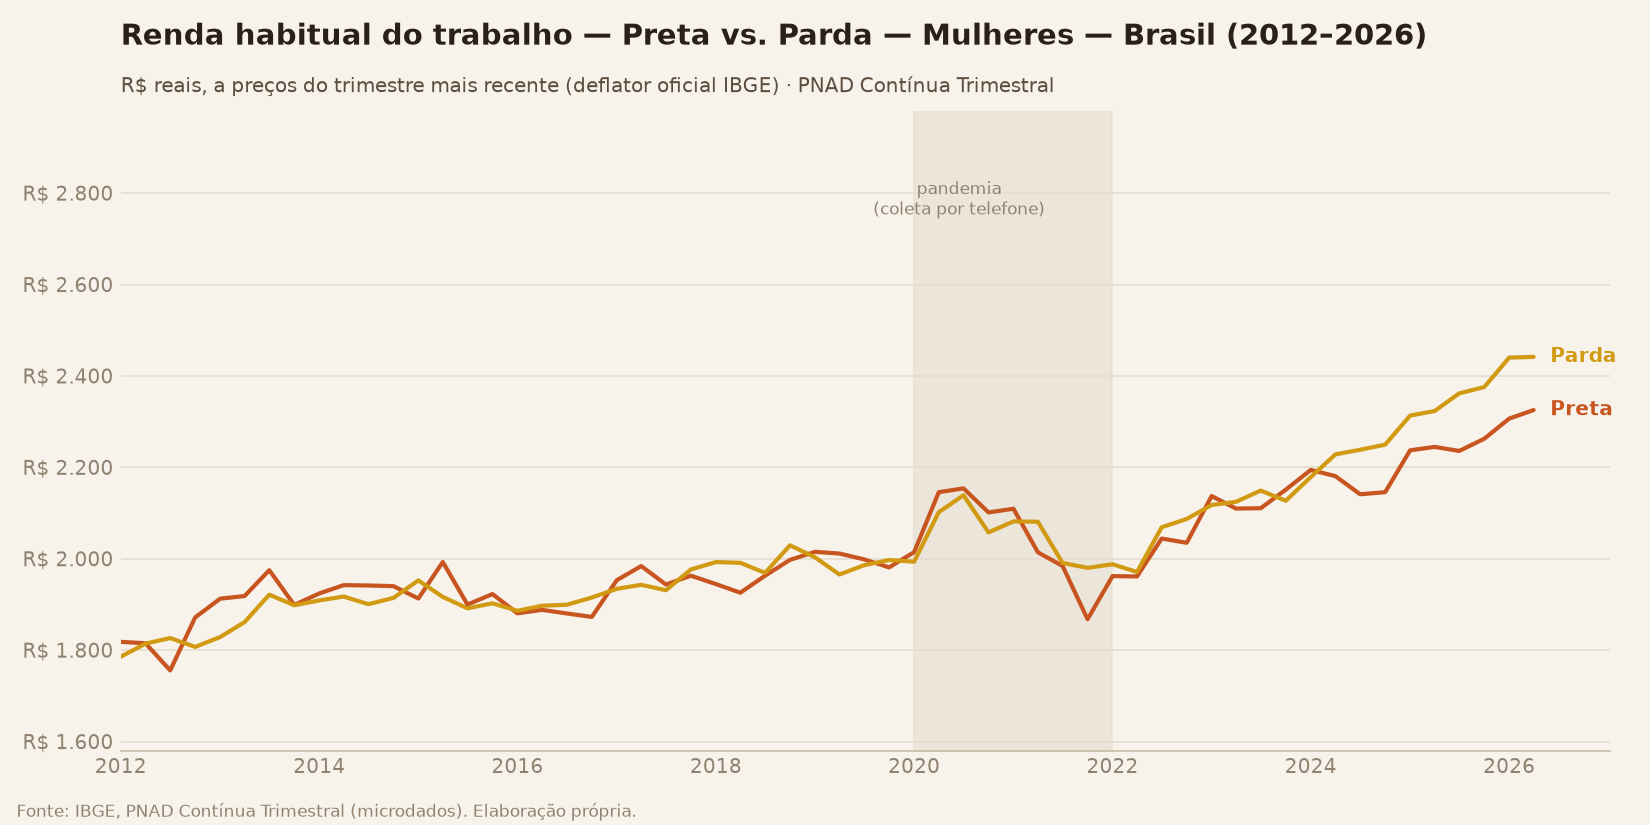 Renda habitual do trabalho — Preta vs. Parda — Mulheres — Brasil (2012–2026)
R$ reais, a preços do trimestre mais recente (deflator oficial IBGE) · PNAD Contínua Trimestral
pandemia
(coleta por telefone)
R$ 2.800
R$ 2.600
R$ 2.400
R$ 2.200
R$ 2.000
R$ 1.800
R$ 1.600
Parda
Preta
2012 2014 2016 2018 2020 2022 2024 2026
Fonte: IBGE, PNAD Contínua Trimestral (microdados). Elaboração própria.